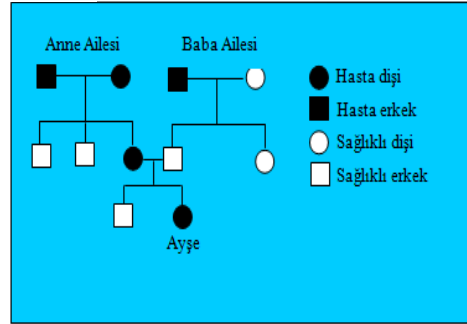 Anne Ailesi
Baba Ailesi
Hasta dişi
Hasta erkek
Sağlıklı dişi
Sağlıklı erkek
Ayşe